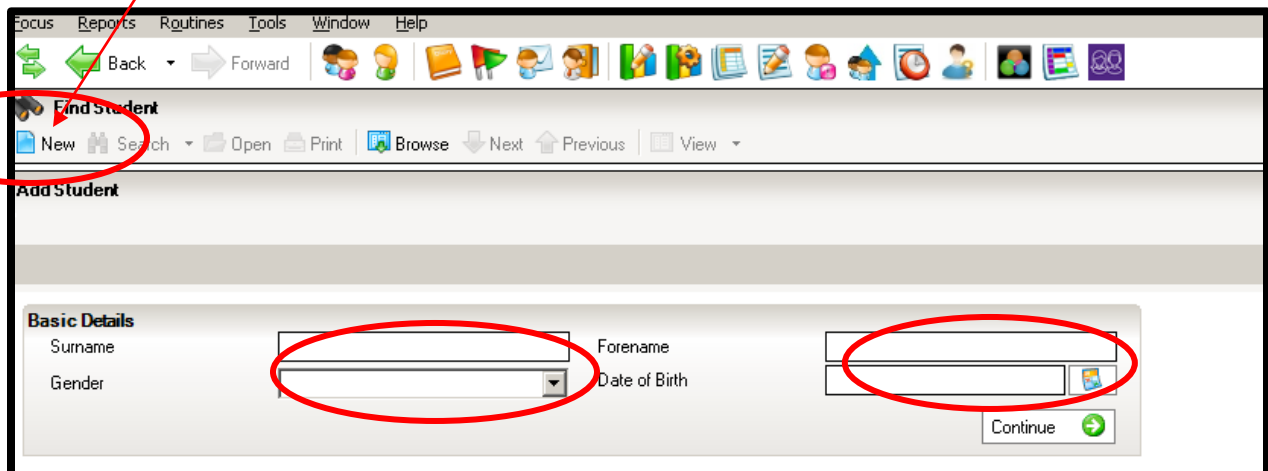 Focus Reports Routines Tools Window Help
Back Forward
Find Student
New Search Open Print Browse Next Previous View
Add Student
Basic Details
Surname Forename
Gender Date of Birth
Continue